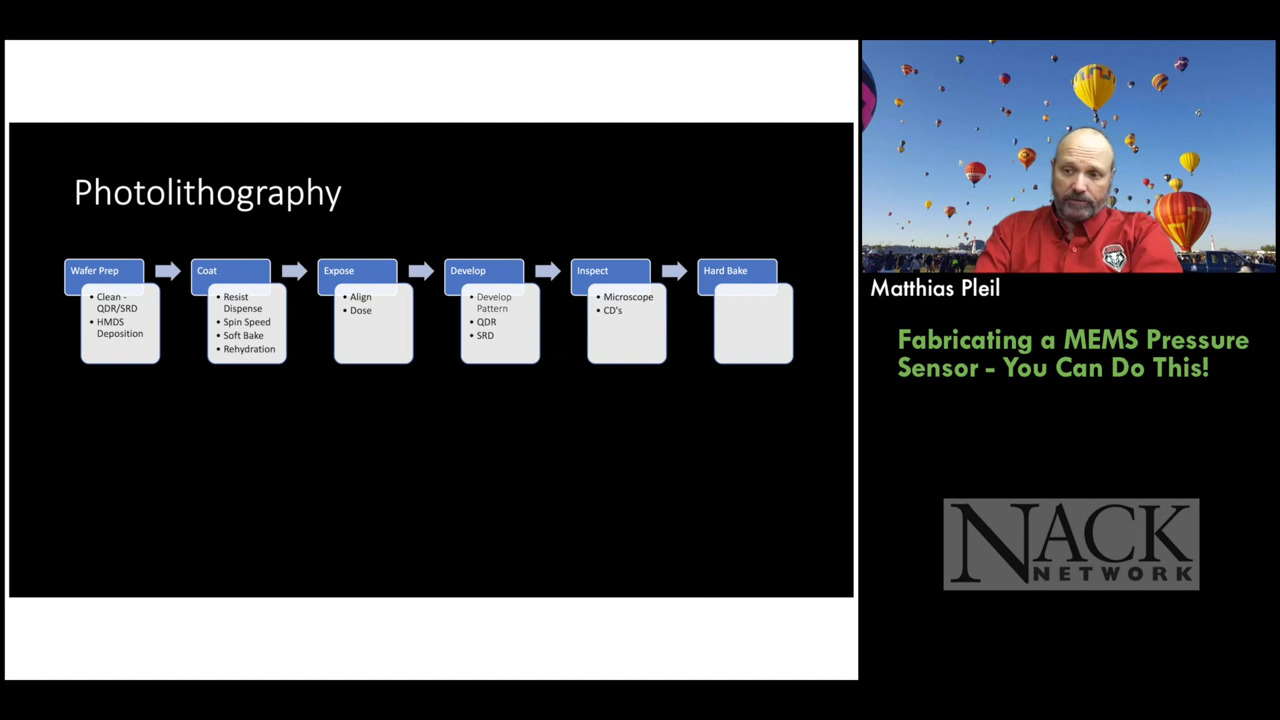 Photolithography
Wafer Prep
• Clean -
QDR/SRD
• HMDS
Deposition
Coat
• Resist
Dispense
• Spin Speed
• Soft Bake
• Rehydration
Expose
• Align
• Dose
Develop
• Develop
Pattern
• QDR
• SRD
Inspect
• Microscope
• CD's
Hard Bake
Matthias Pleil
Fabricating a MEMS Pressure
Sensor - You Can Do This!
NACK
NETWORK